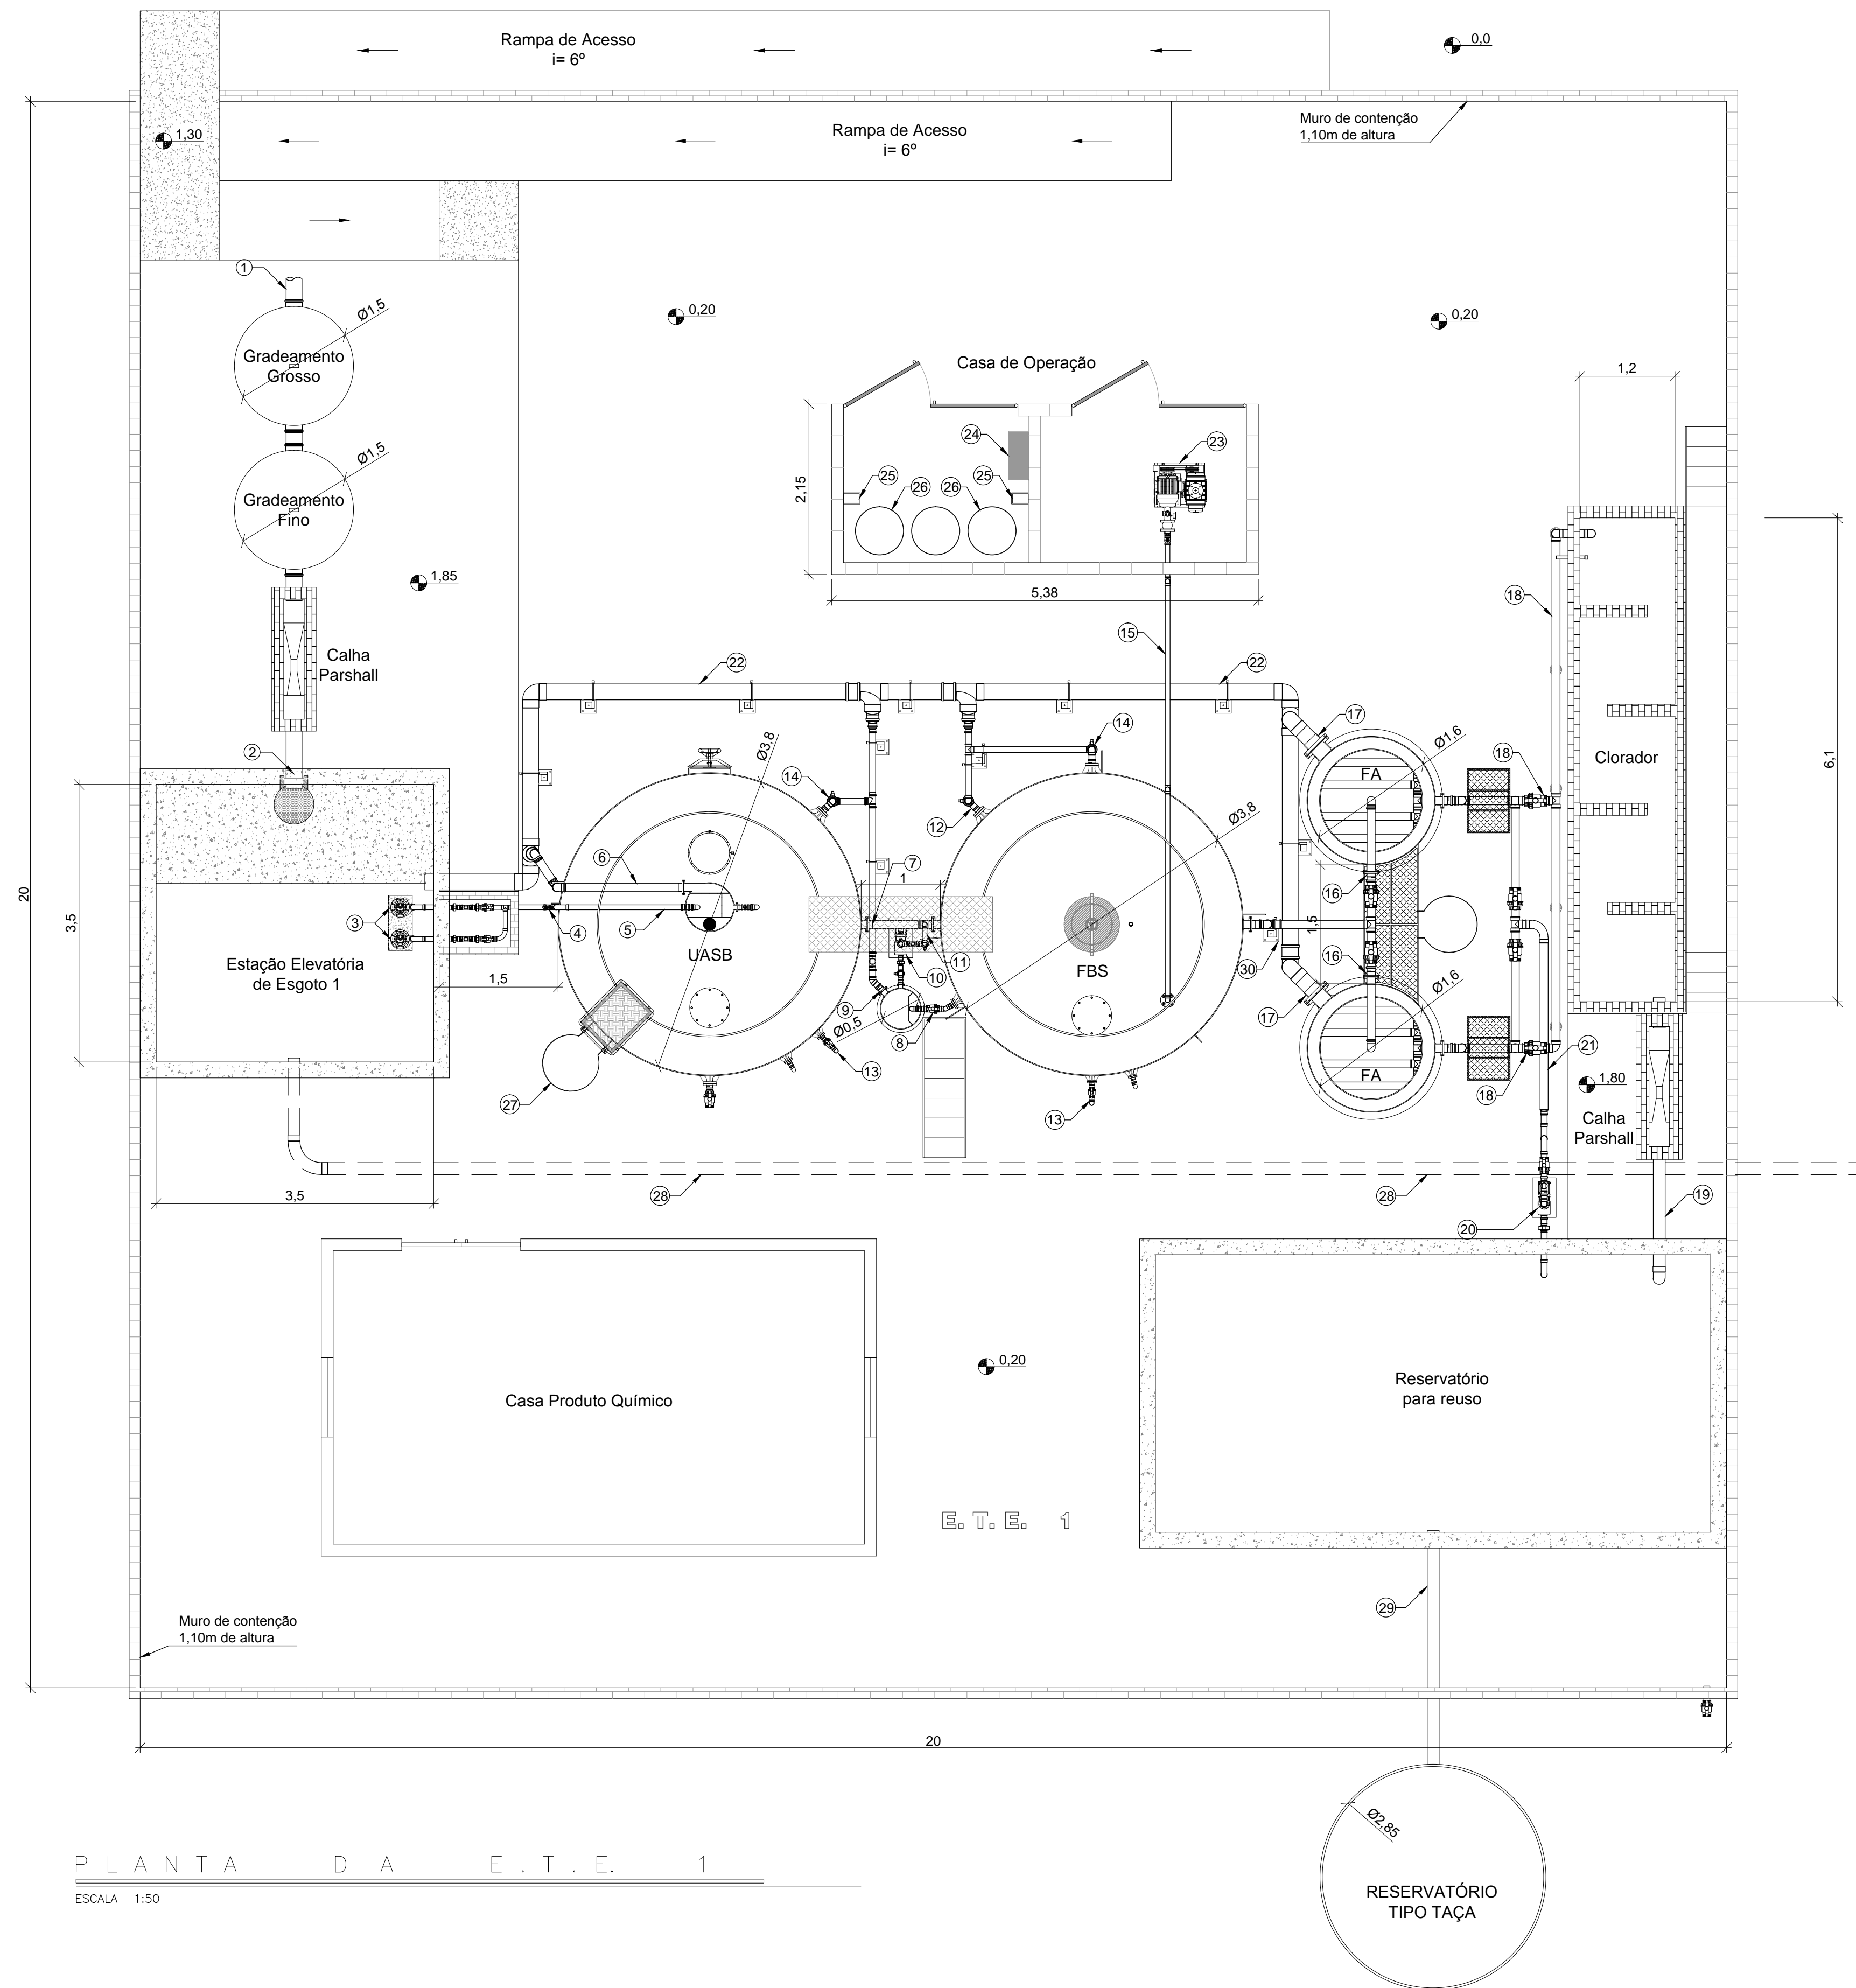 Rampa de Acesso
i= 6º
0,0
1,30
Rampa de Acesso
i= 6º
Muro de contenção
1,10m de altura
1
Ø1,5
Gradeamento
Grosso
0,20
0,20
Casa de Operação
1,2
Ø1,5
Gradeamento
Fino
24
23
25
25
26
26
2,15
1,85
5,38
18
15
Calha
Parshall
22
22
2
14
Ø3,8
14
17
Ø1,6
FA
18
Clorador
6,1
12
Ø3,8
20
3,5
6
7
1
16
3
4
5
UASB
Estação Elevatória
de Esgoto 1
11
10
FBS
30
1,5
16
1,5
9
Ø0,5
8
17
Ø1,6
FA
13
13
27
18
21
1,80
Calha
Parshall
3,5
28
28
20
19
0,20
Casa Produto Químico
Reservatório
para reuso
E. T. E. 1
29
Muro de contenção
1,10m de altura
20
Ø2,85
RESERVATÓRIO
TIPO TAÇA
PLANTA DA E.T.E. 1
ESCALA 1:50